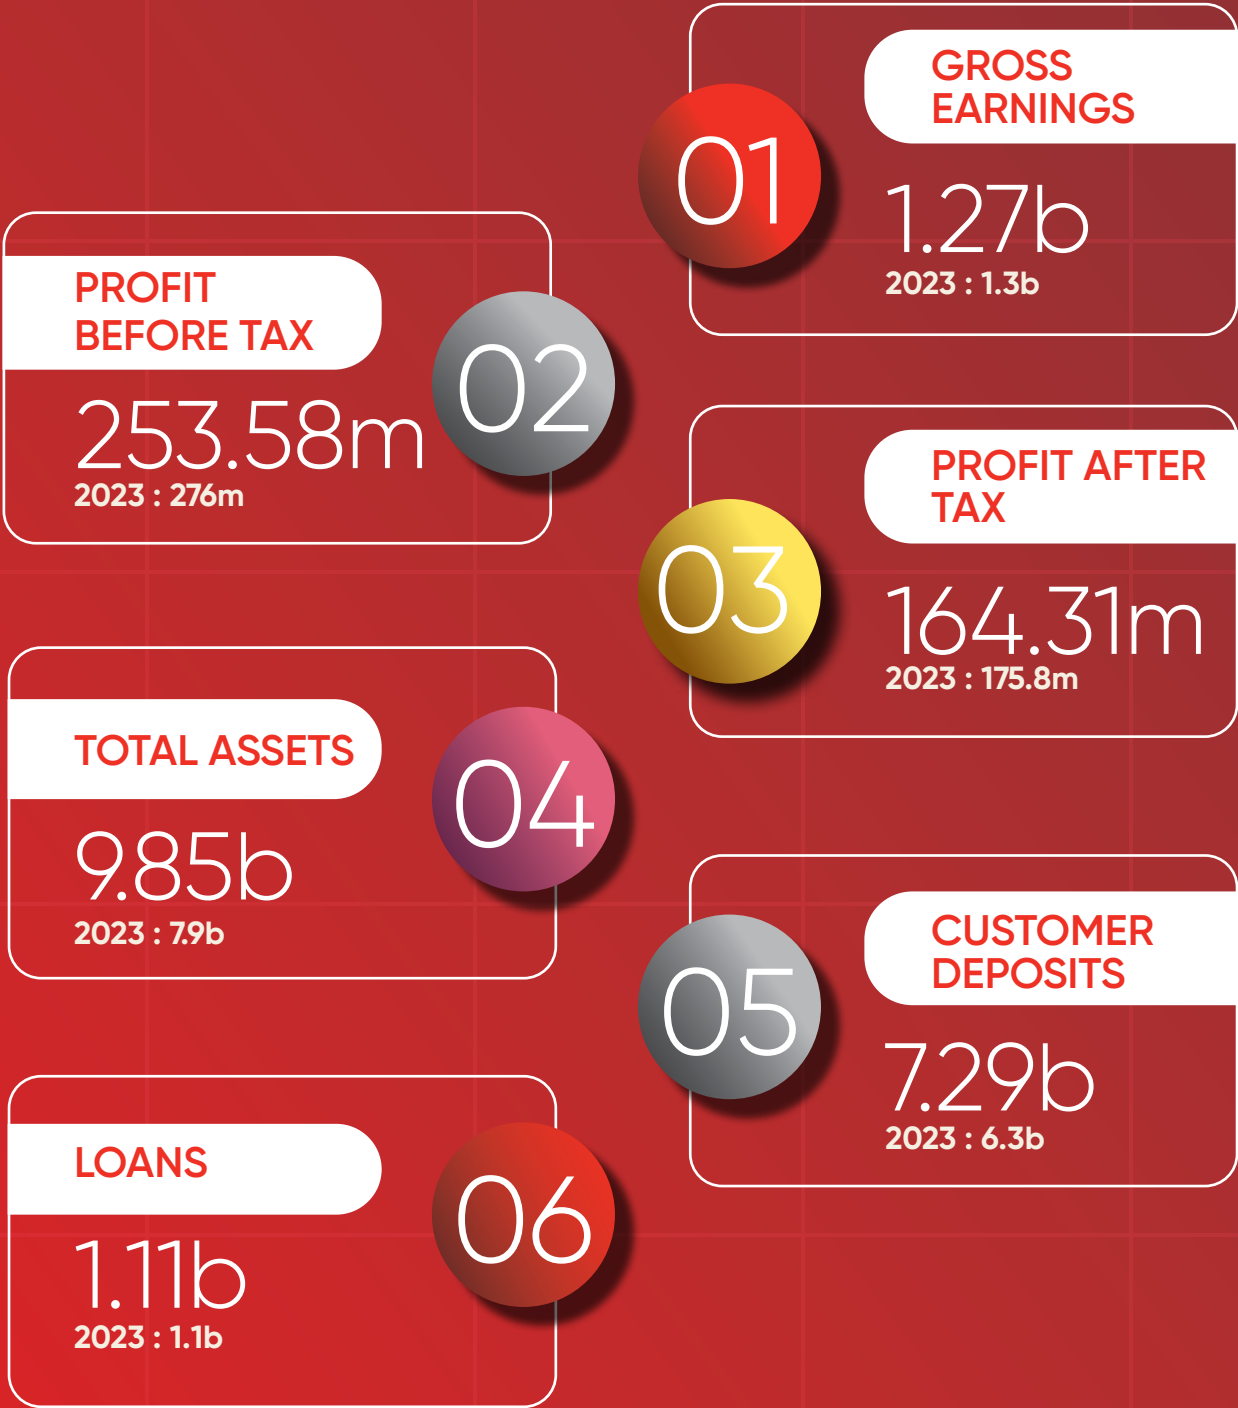 01
GROSS
EARNINGS
1.27b
2023 : 1.3b
PROFIT
BEFORE TAX
02
253.58m
2023 : 276m
03
PROFIT AFTER
TAX
164.31m
2023 : 175.8m
TOTAL ASSETS
04
9.85b
2023 : 7.9b
05
CUSTOMER
DEPOSITS
7.29b
2023 : 6.3b
LOANS
06
1.11b
2023 : 1.1b